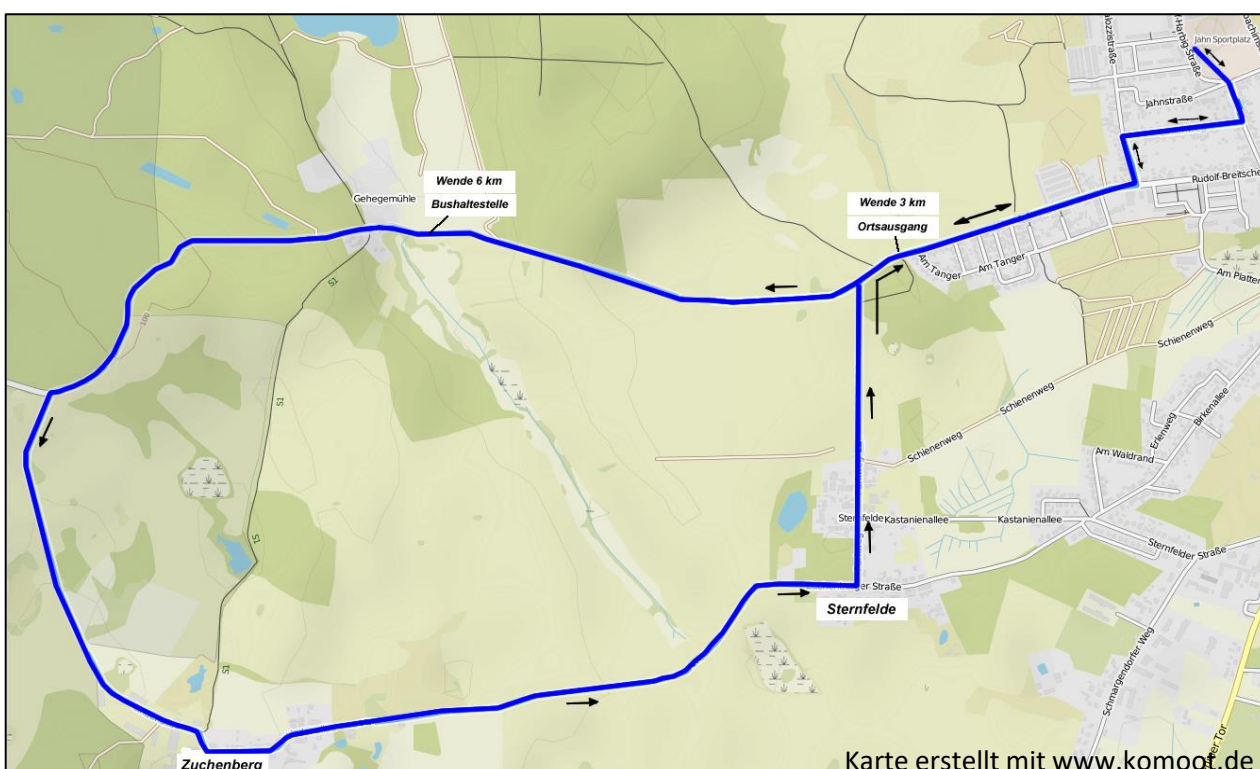 Jahn Sportplatz
Jahnstraße
Rudolf-Breitsche
Wende 6 km
Bushaltestelle
Gehegemühle
Wende 3 km
Ortsausgang
Am Tanger
Am Tanger
Am Platten
S1
100
Schienenweg
Schienenweg
Schienenweg
S1
Erlenweg
Birkenallee
Am Waldrand
Sternfelde
Kastanienallee
Kastanienallee
S1
Sternfelder Straße
Sternfelde
Schmargendorfer Weg
S1
Zuchenberg
Karte erstellt mit www.komoot.de